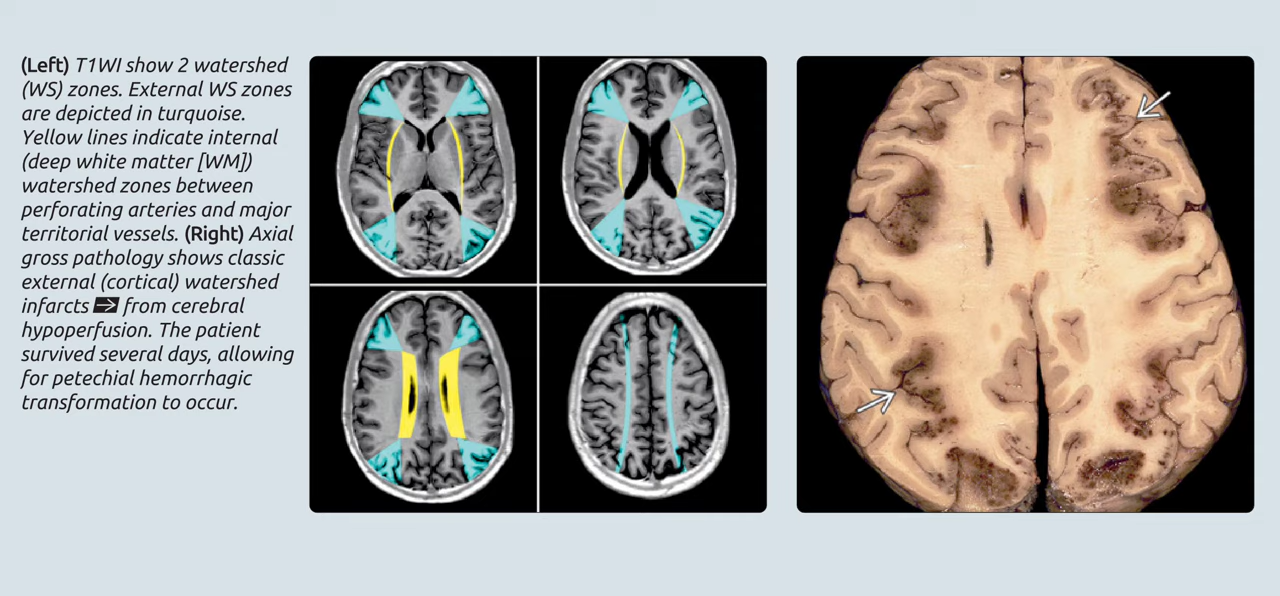 (Left) T1WI show 2 watershed
(WS) zones. External WS zones
are depicted in turquoise.
Yellow lines indicate internal
(deep white matter [WM])
watershed zones between
perforating arteries and major
territorial vessels. (Right) Axial
gross pathology shows classic
external (cortical) watershed
infarcts from cerebral
hypoperfusion. The patient
survived several days, allowing
for petechial hemorrhagic
transformation to occur.